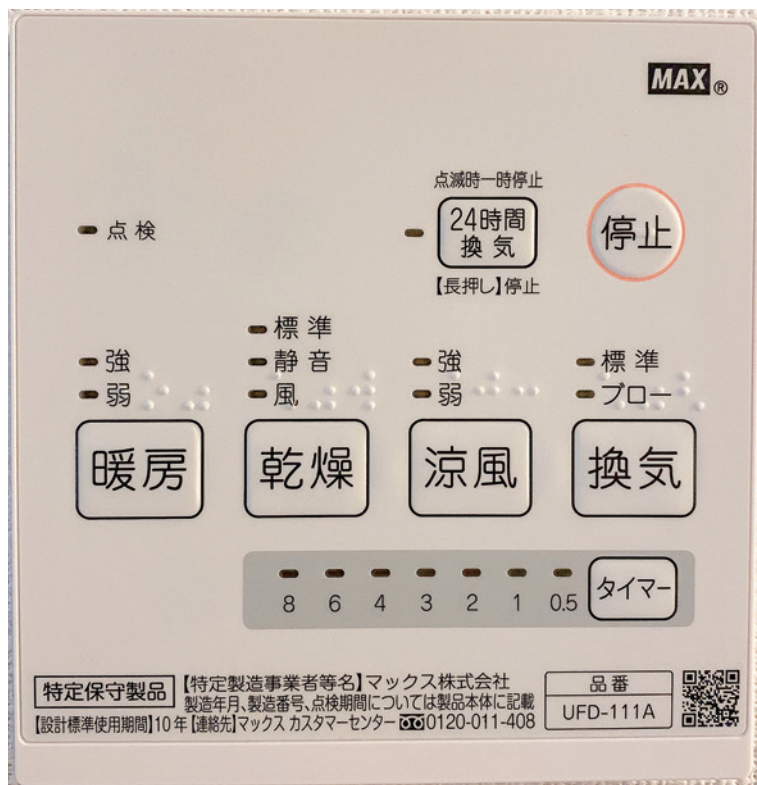 MAX®
点滅時一時停止
点検
24時間
換気
停止
【長押し】停止
強
弱
標準
静音
風
強
弱
標準
ブロー
暖房
乾燥
涼風
換気
8 6 4 3 2 1 0.5
タイマー
特定保守製品
【特定製造事業者等名】マックス株式会社
製造年月、製造番号、点検期間については製品本体に記載
【設計標準使用期間】10年【連絡先】マックス カスタマーセンター 0120-011-408
品番
UFD-111A